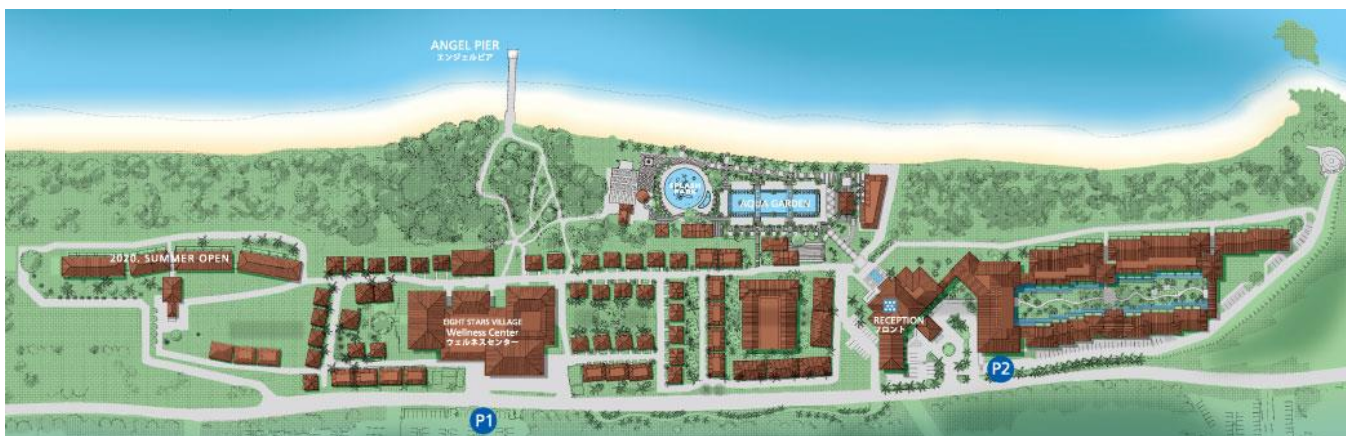 ANGEL PIER
エンジェルピア
SPLASH
PARK
AQUA GARDEN
2020. SUMMER OPEN
EIGHT STARS VILLAGE
Wellness Center
ウェルネスセンター
RECEPTION
フロント
P2
P1